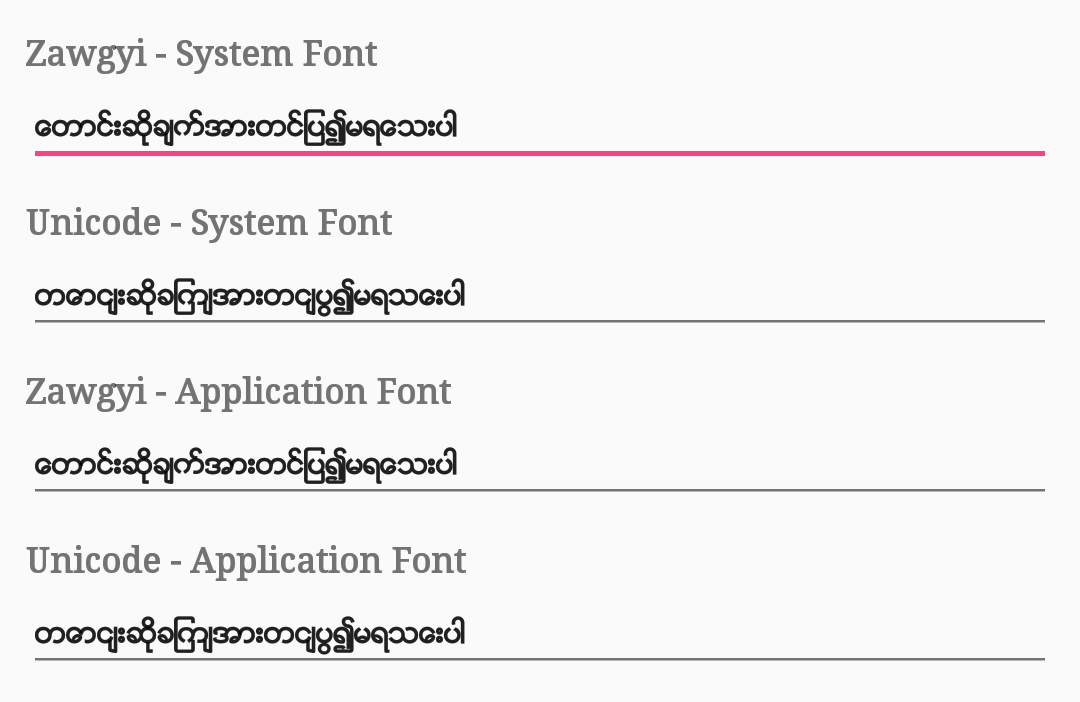 Zawgyi - System Font
တောင်းဆိုချက်အားတင်ပြ၍မရသေးပါ
Unicode - System Font
တ‌ောငျးဆိုခကြျအားတငျပွ၍မရသ‌ေးပါ
Zawgyi - Application Font
တောင်းဆိုချက်အားတင်ပြ၍မရသေးပါ
Unicode - Application Font
တ‌ောငျးဆိုခကြျအားတငျပွ၍မရသ‌ေးပါ